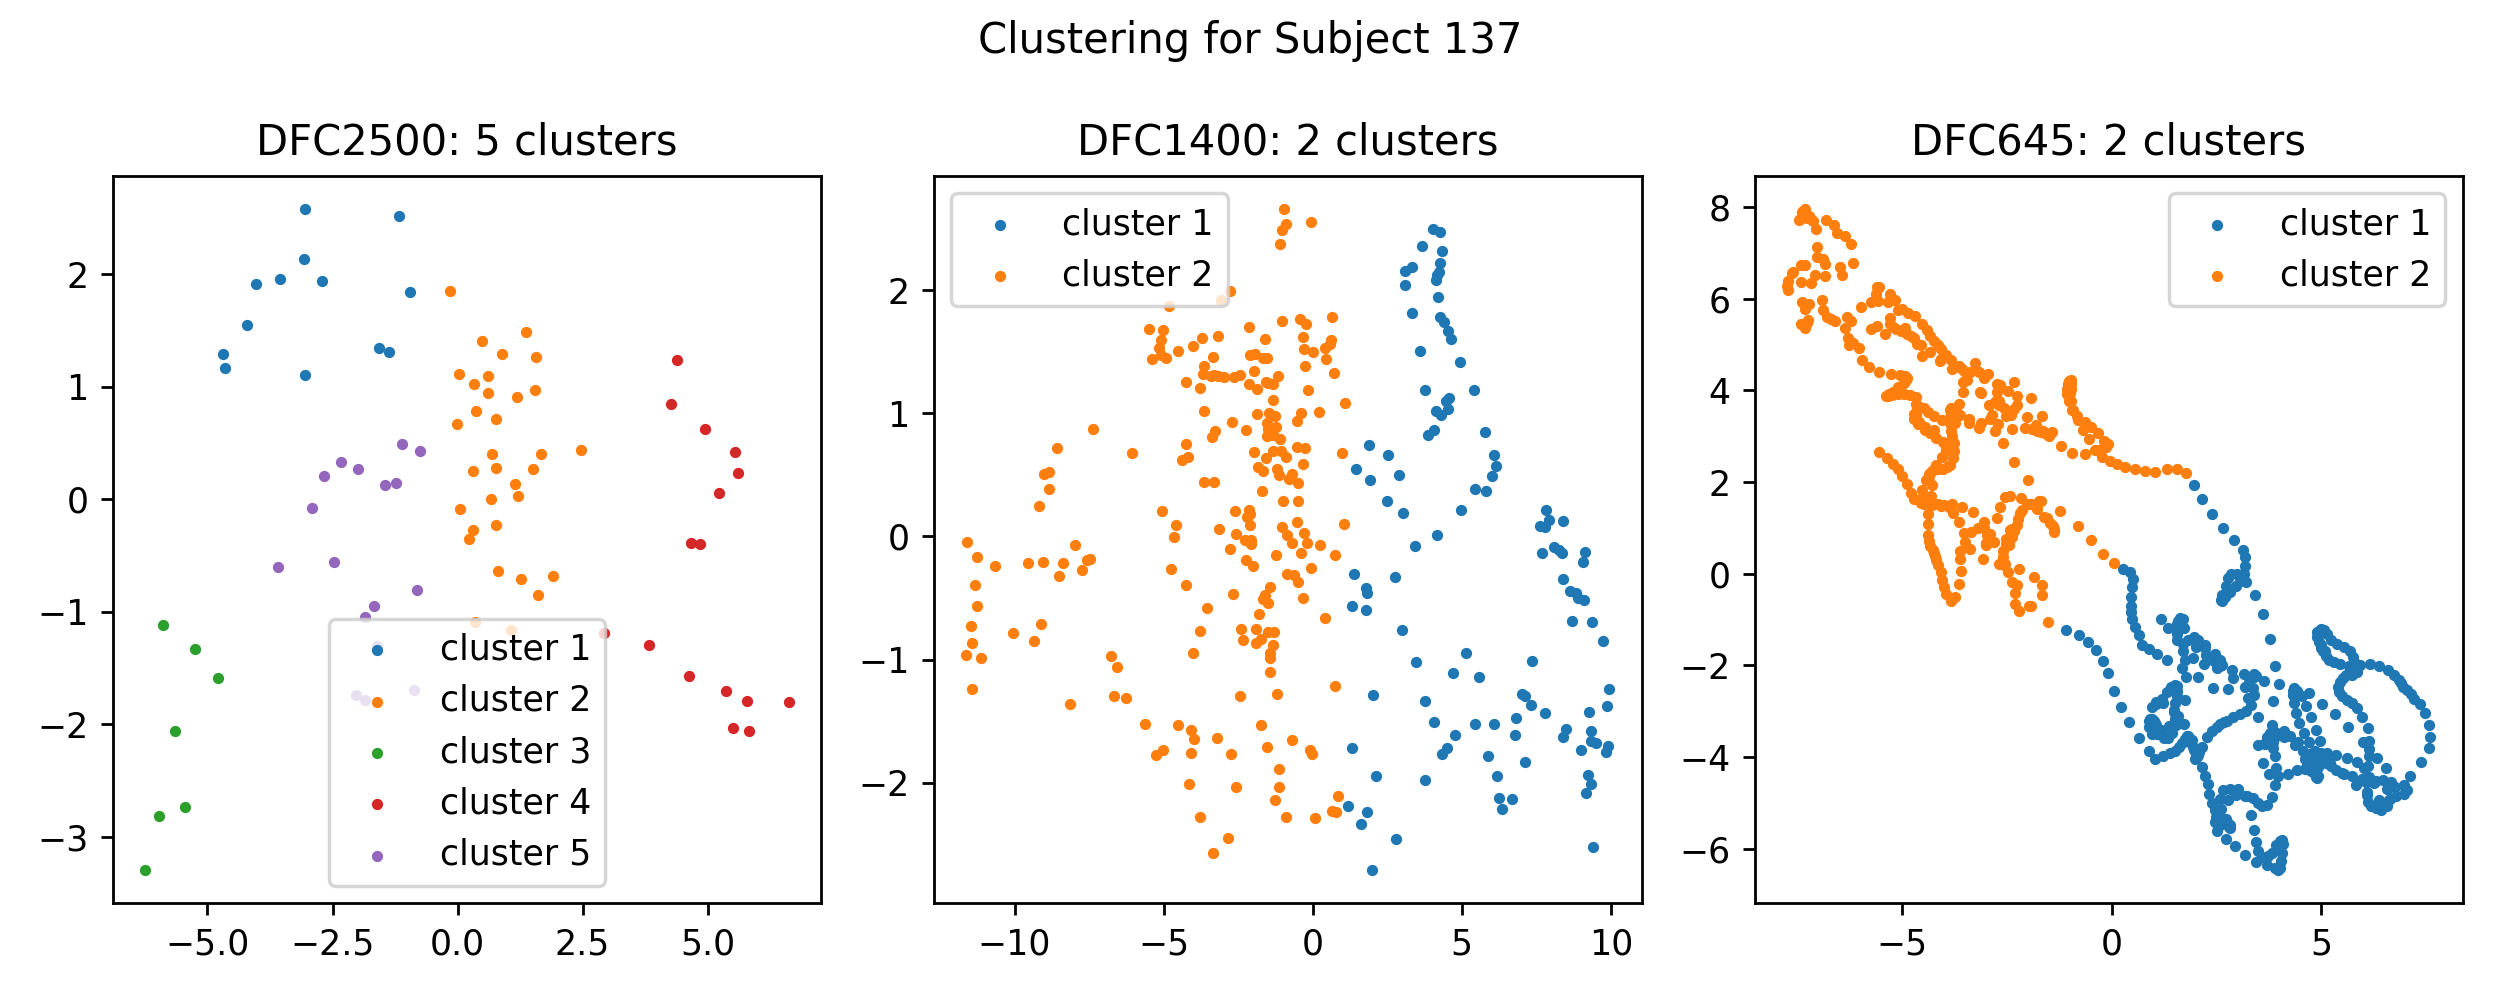 Clustering for Subject 137
DFC2500: 5 clusters
2
1
0
−1
−2
−3
−5.0 −2.5 0.0 2.5 5.0
cluster 1
cluster 2
cluster 3
cluster 4
cluster 5
DFC1400: 2 clusters
cluster 1
cluster 2
2
1
0
−1
−2
−10 −5 0 5 10
DFC645: 2 clusters
cluster 1
cluster 2
8
6
4
2
0
−2
−4
−6
−5 0 5